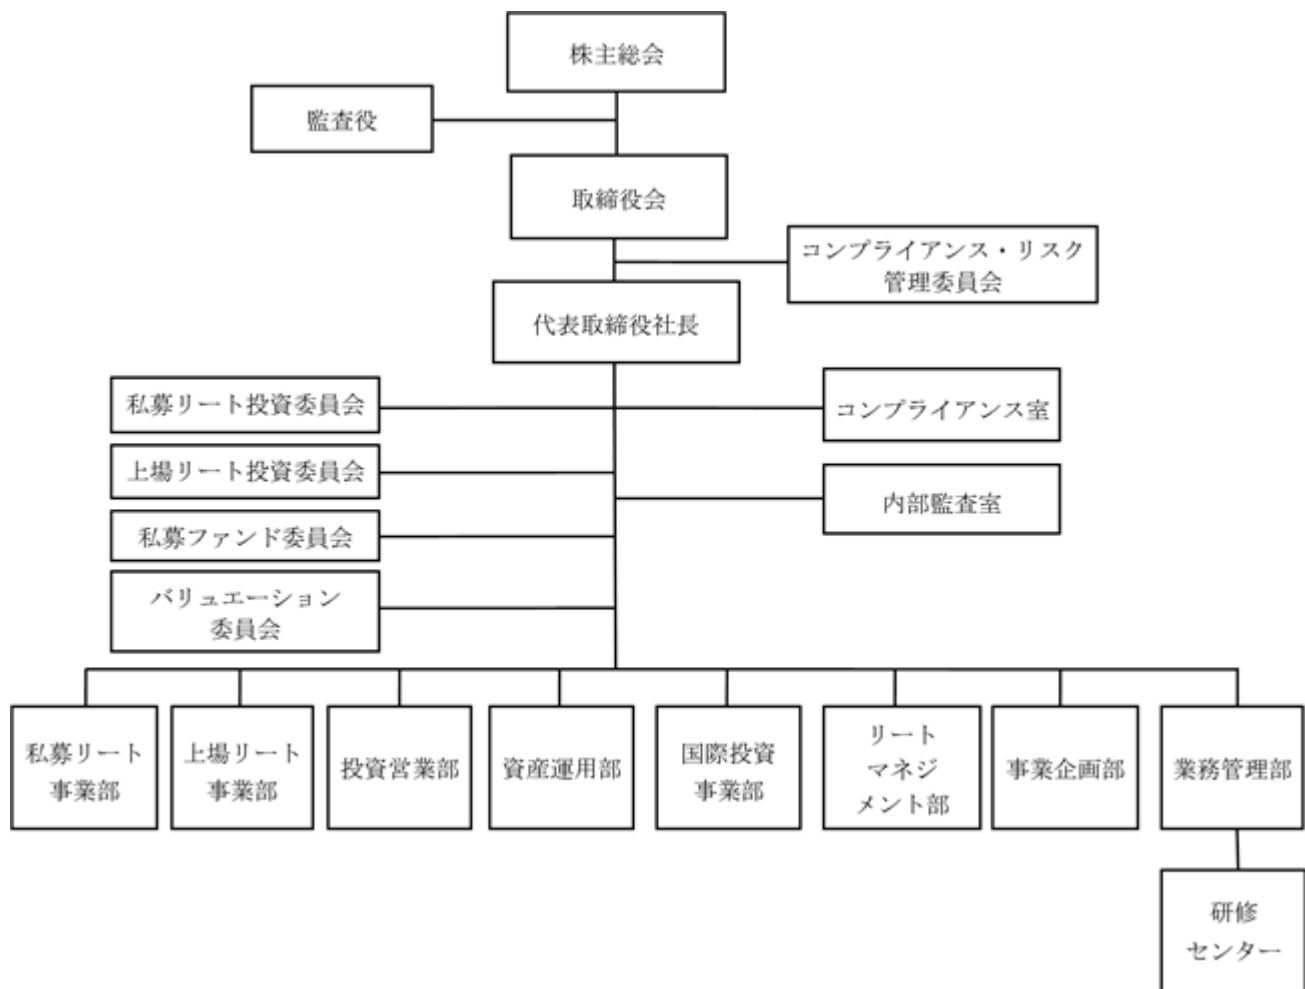 株主総会
監査役
取締役会
コンプライアンス・リスク
管理委員会
代表取締役社長
私募リート投資委員会
コンプライアンス室
上場リート投資委員会
内部監査室
私募ファンド委員会
バリュエーション
委員会
私募リート
事業部
上場リート
事業部
投資営業部
資産運用部
国際投資
事業部
リート
マネジ
メント部
事業企画部
業務管理部
研修
センター